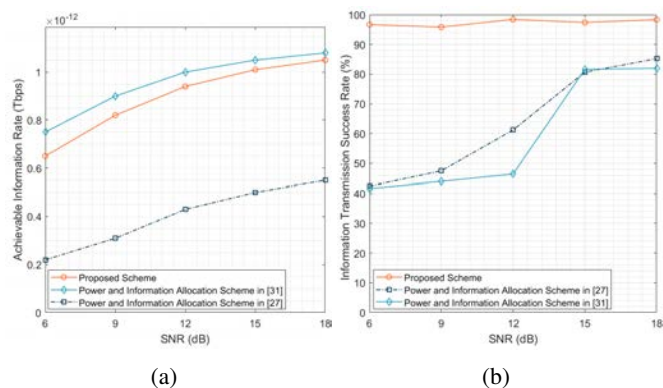 ×10^-12
Achievable Information Rate (Tbps)
1
0.8
0.6
0.4
0.2
0
6 9 12 15 18
SNR (dB)
Proposed Scheme
Power and Information Allocation Scheme in [31]
Power and Information Allocation Scheme in [27]
(a)
Information Transmission Success Rate (%)
100
90
80
70
60
50
40
30
20
10
0
6 9 12 15 18
SNR (dB)
Proposed Scheme
Power and Information Allocation Scheme in [27]
Power and Information Allocation Scheme in [31]
(b)